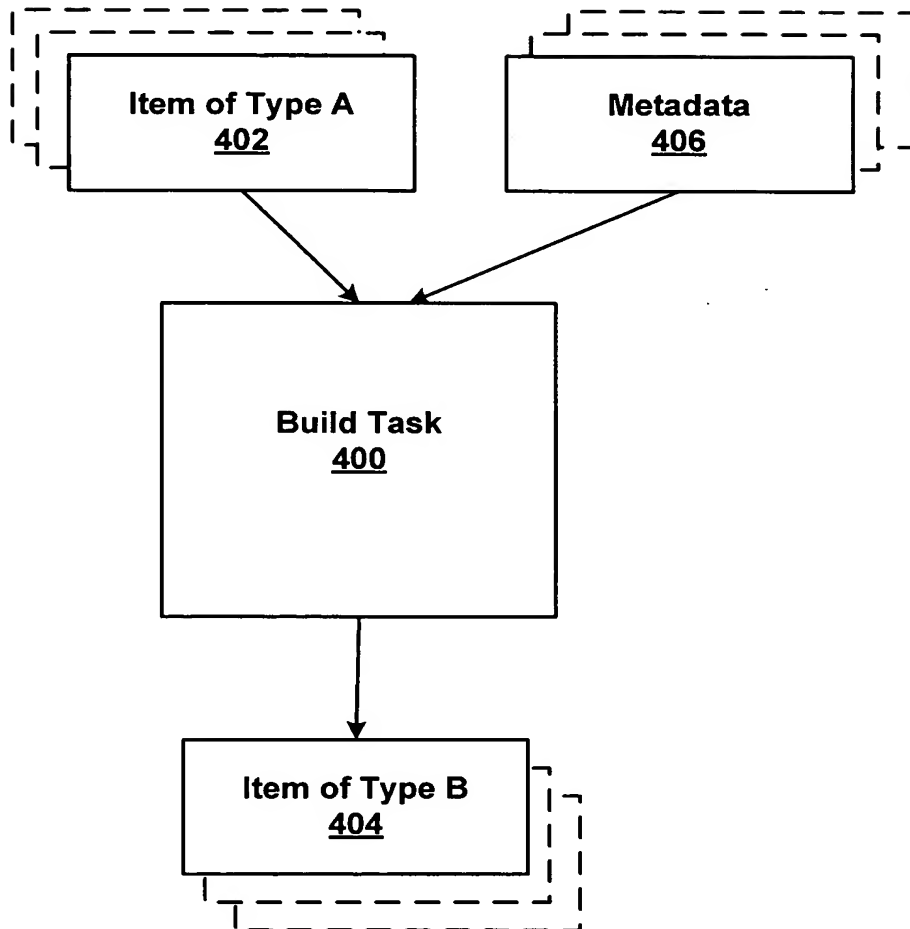 Item of Type A
402
Metadata
406
Build Task
400
Item of Type B
404